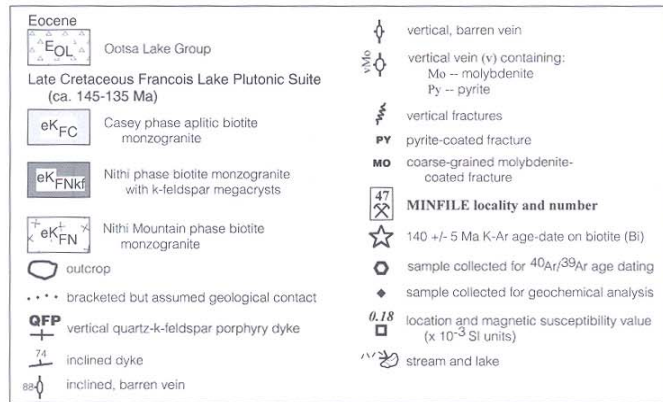 Eocene
E_OL Ootsa Lake Group
Late Cretaceous Francois Lake Plutonic Suite
(ca. 145-135 Ma)
eK_FC Casey phase aplitic biotite
monzogranite
eK_FNkf Nithi phase biotite monzogranite
with k-feldspar megacrysts
eK_FN Nithi Mountain phase biotite
monzogranite
outcrop
bracketed but assumed geological contact
QFP vertical quartz-k-feldspar porphyry dyke
74 inclined dyke
88 inclined, barren vein
vertical, barren vein
vMo vertical vein (v) containing:
Mo -- molybdenite
Py -- pyrite
vertical fractures
PY pyrite-coated fracture
MO coarse-grained molybdenite-
coated fracture
47 MINFILE locality and number
140 +/- 5 Ma K-Ar age-date on biotite (Bi)
sample collected for 40Ar/39Ar age dating
sample collected for geochemical analysis
0.18 location and magnetic susceptibility value
(x 10-3 SI units)
stream and lake